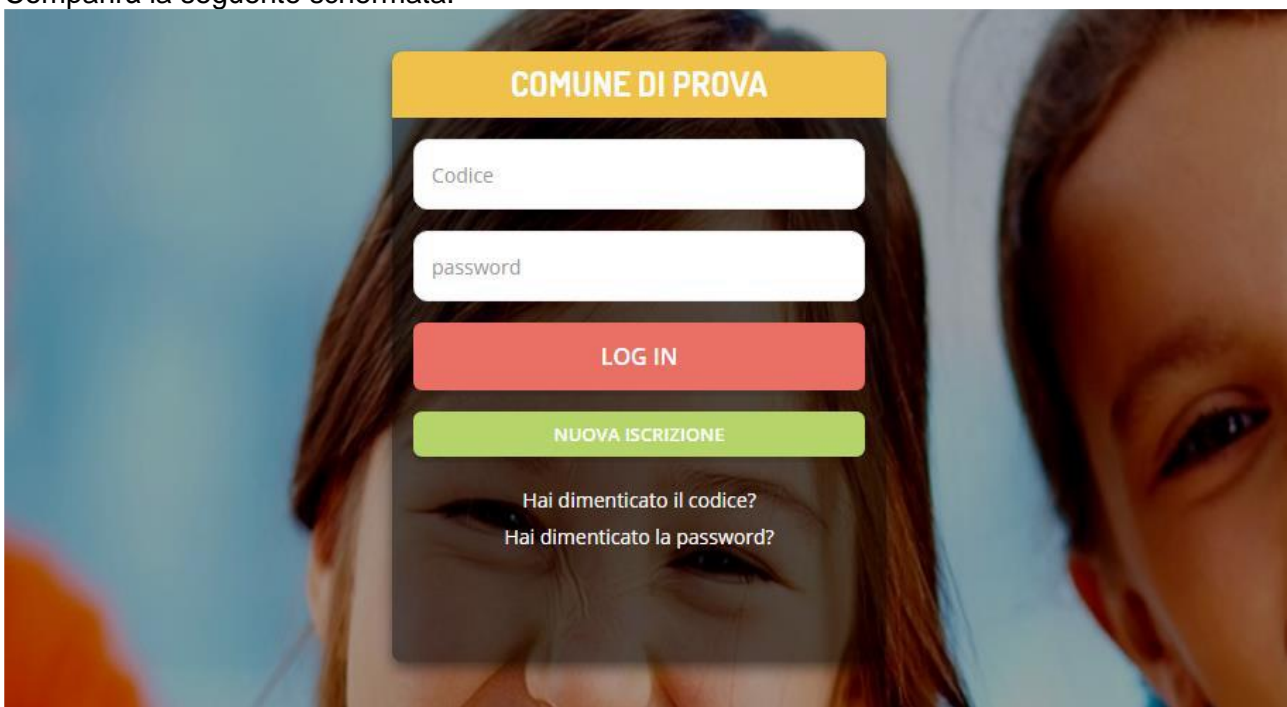 Comparirà la seguente schermata:
COMUNE DI PROVA
Codice
password
LOG IN
NUOVA ISCRIZIONE
Hai dimenticato il codice?
Hai dimenticato la password?